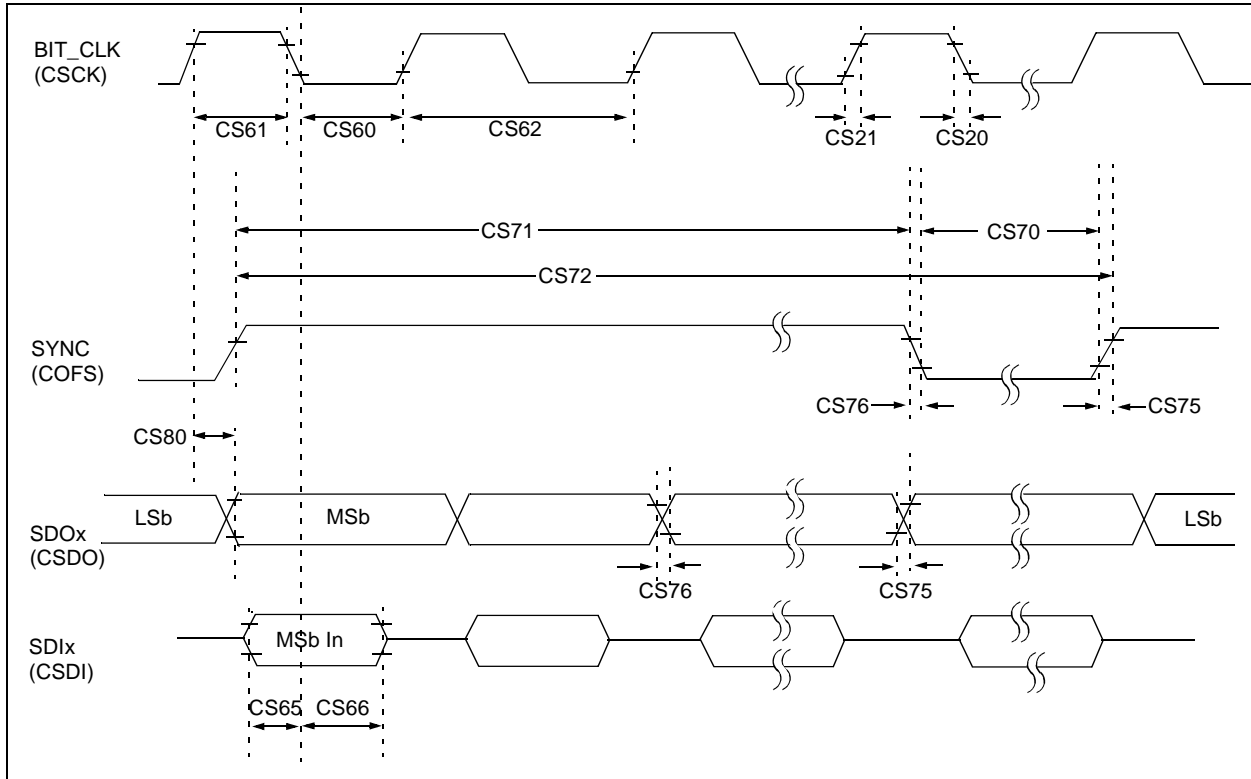 BIT_CLK
(CSCK)
CS61
CS60
CS62
CS21
CS20
CS71
CS70
CS72
SYNC
(COFS)
CS76
CS75
CS80
SDOx
(CSDO)
LSb
MSb
LSb
CS76
CS75
SDIx
(CSDI)
MSb In
CS65
CS66